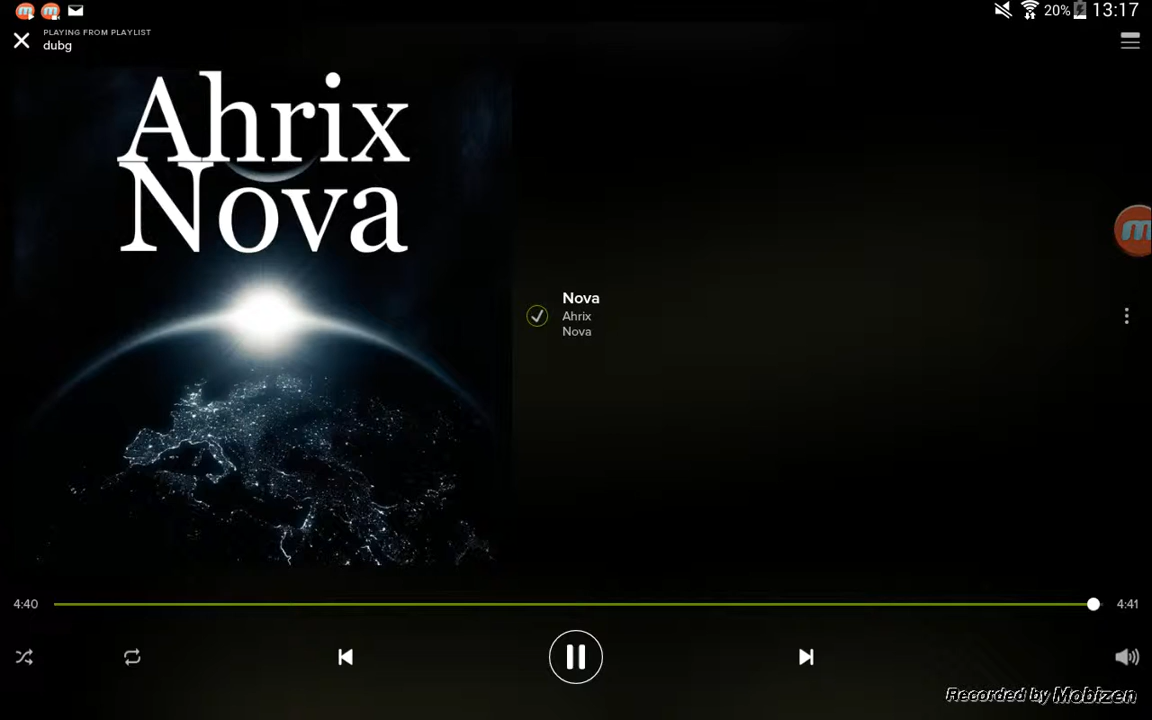 20% 13:17
PLAYING FROM PLAYLIST
dubg
Ahrix
Nova
Nova
Ahrix
Nova
4:40
4:41
Recorded by Mobizen